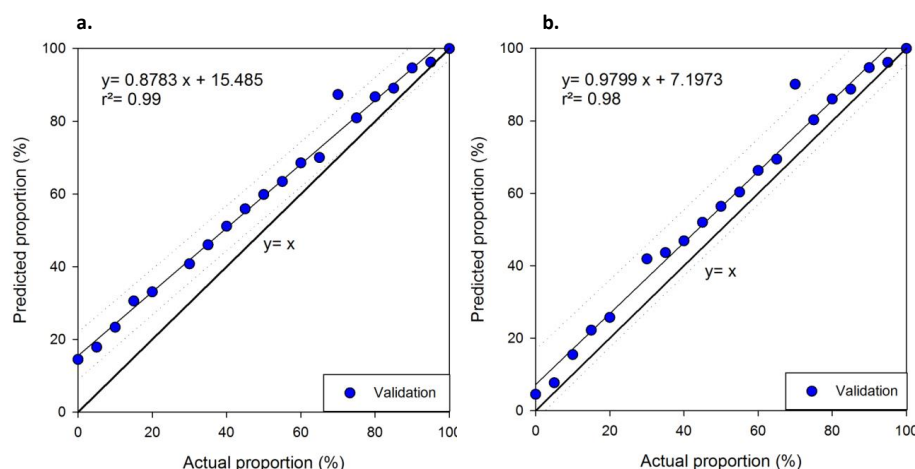 a.
y= 0.8783 x + 15.485
r²= 0.99
100
80
60
40
20
0
Predicted proportion (%)
y= x
Validation
0 20 40 60 80 100
Actual proportion (%)
b.
y= 0.9799 x + 7.1973
r²= 0.98
100
80
60
40
20
0
Predicted proportion (%)
y= x
Validation
0 20 40 60 80 100
Actual proportion (%)